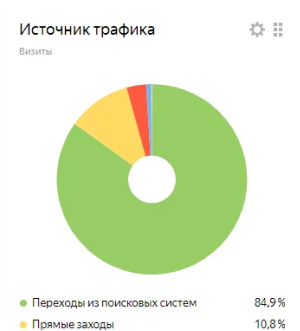 Источник трафика
Визиты
Переходы из поисковых систем 84,9 %
Прямые заходы 10,8 %